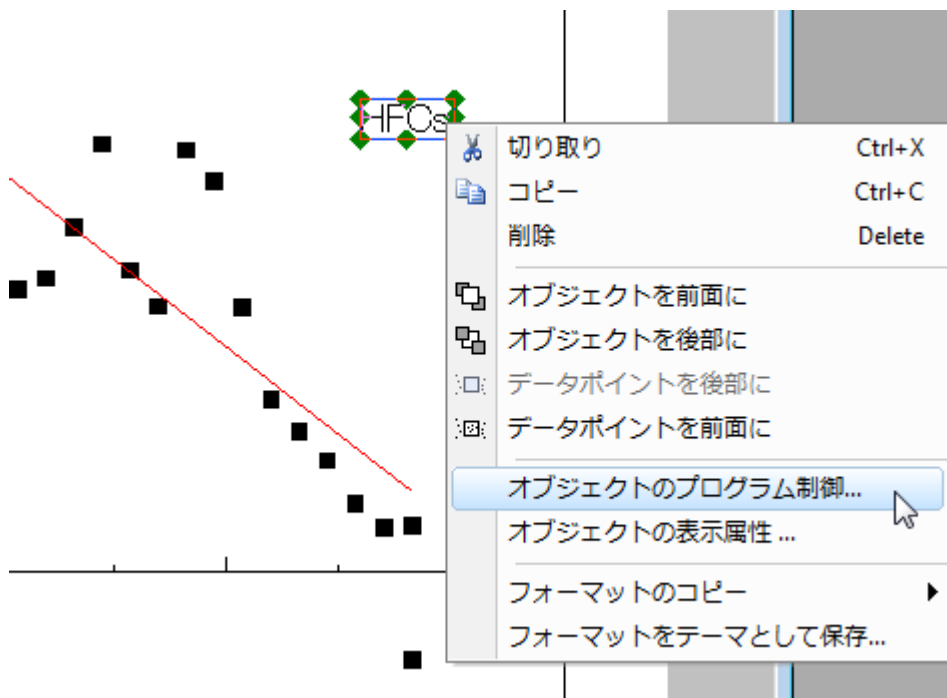 HFCs
切り取り Ctrl+X
コピー Ctrl+C
削除 Delete
オブジェクトを前面に
オブジェクトを後部に
データポイントを後部に
データポイントを前面に
オブジェクトのプログラム制御...
オブジェクトの表示属性 ...
フォーマットのコピー
フォーマットをテーマとして保存...